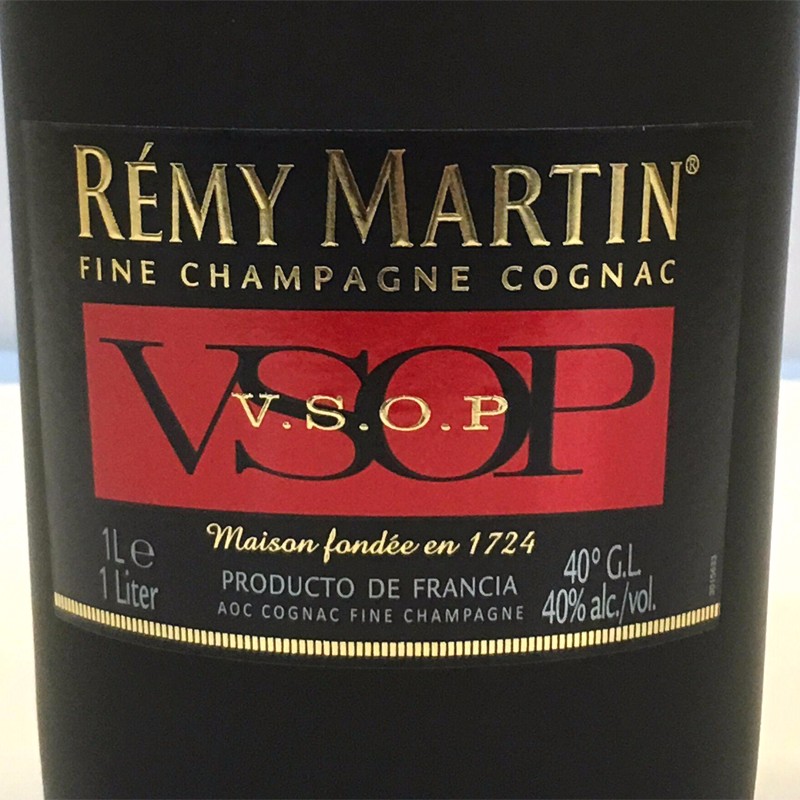 RÉMY MARTIN®
FINE CHAMPAGNE COGNAC
VSOP
V.S.O.P
Maison fondée en 1724
1L e
1 Liter
PRODUCTO DE FRANCIA
AOC COGNAC FINE CHAMPAGNE
40° G.L.
40% alc./vol.